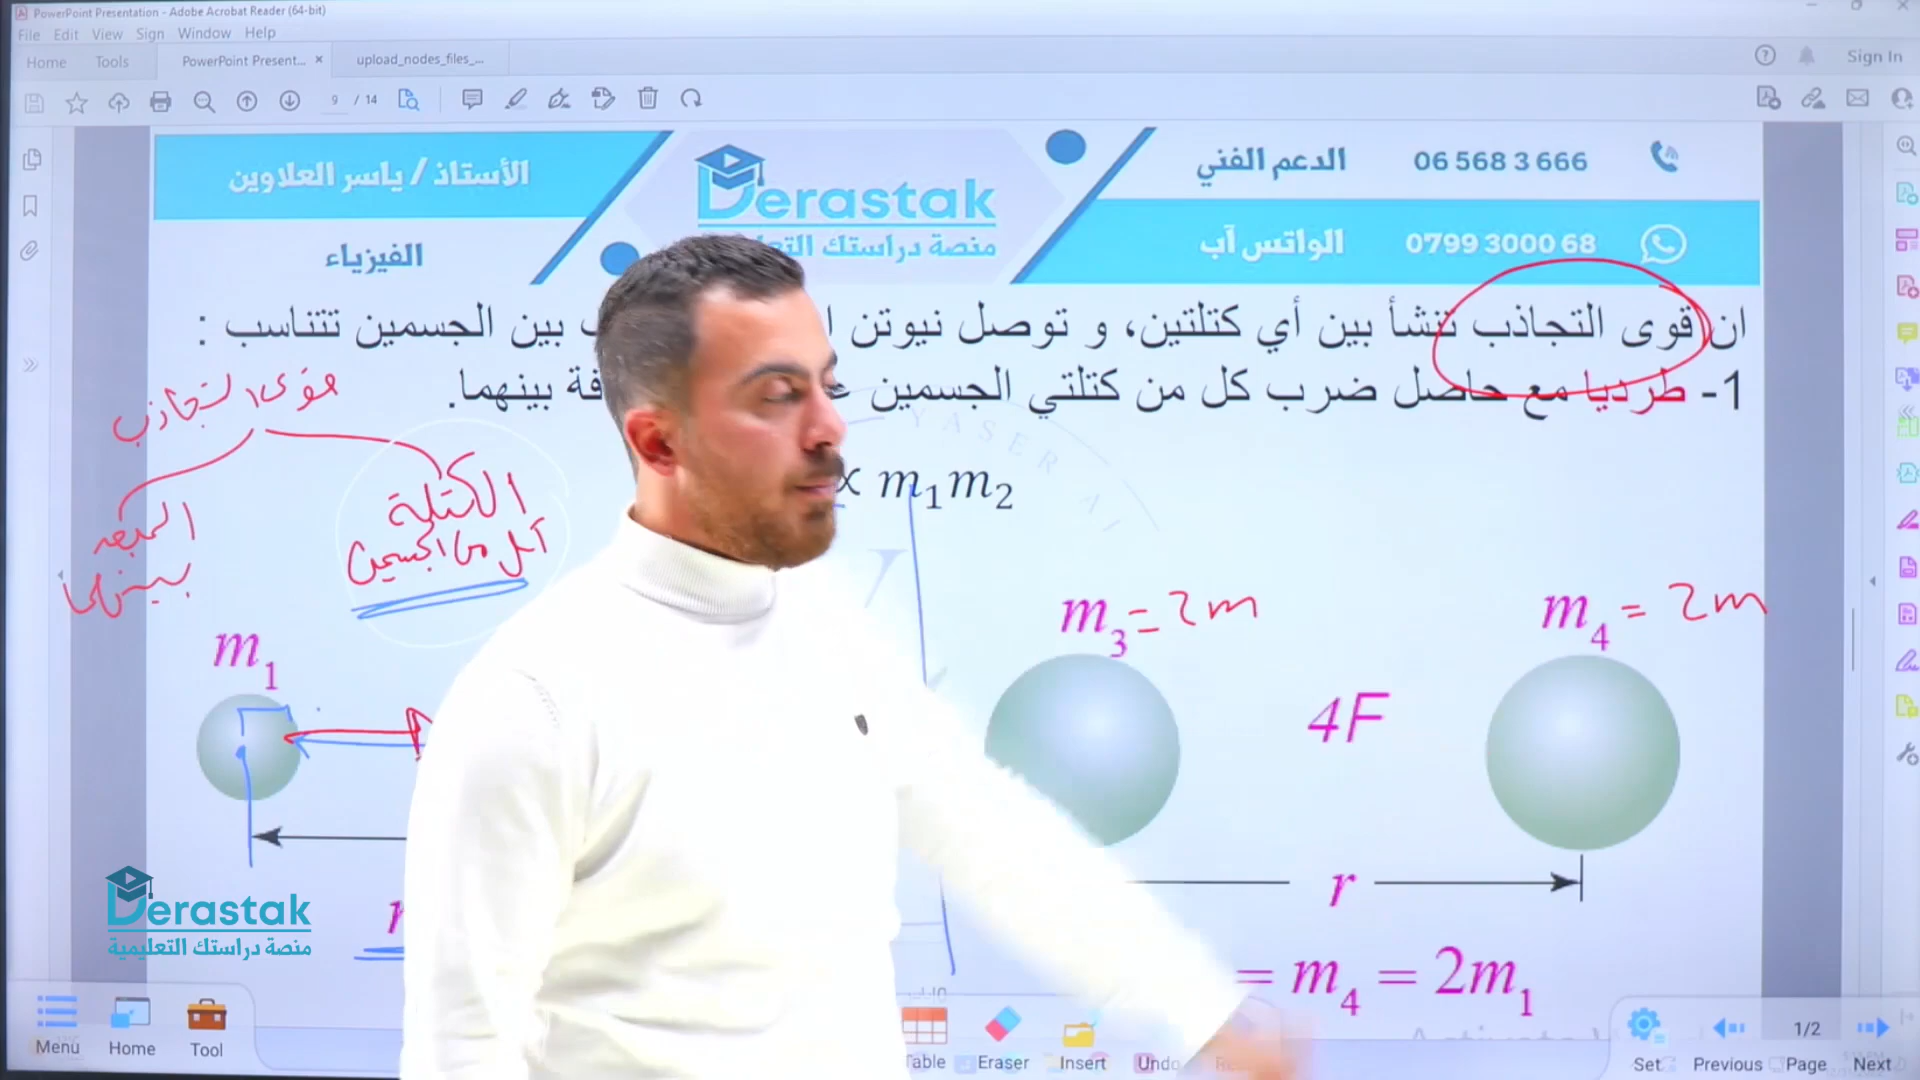 PowerPoint Presentation - Adobe Acrobat Reader (64-bit)
File Edit View Sign Window Help
Home Tools PowerPoint Present... × upload_nodes_files_... Sign In
9 / 14
الأستاذ / ياسر العلاوين
الفيزياء
Derastak
منصة دراستك
الدعم الفني 06 568 3 666
الواتس آب 0799 3000 68
ان قوى التجاذب تنشأ بين أي كتلتين، و توصل نيوتن
بين الجسمين تتناسب :
1- طرديا مع حاصل ضرب كل من كتلتي الجسمين
بينهما.
قوى التجاذب
الكتلة
بينهما
∝ m₁m₂
YASER
m₁
m₃ = 2m
m₄ = 2m
4F
r
r
= m₄ = 2m₁
Derastak
منصة دراستك التعليمية
Menu Home Tool Table Eraser Insert Undo Set Previous Page Next
1/2